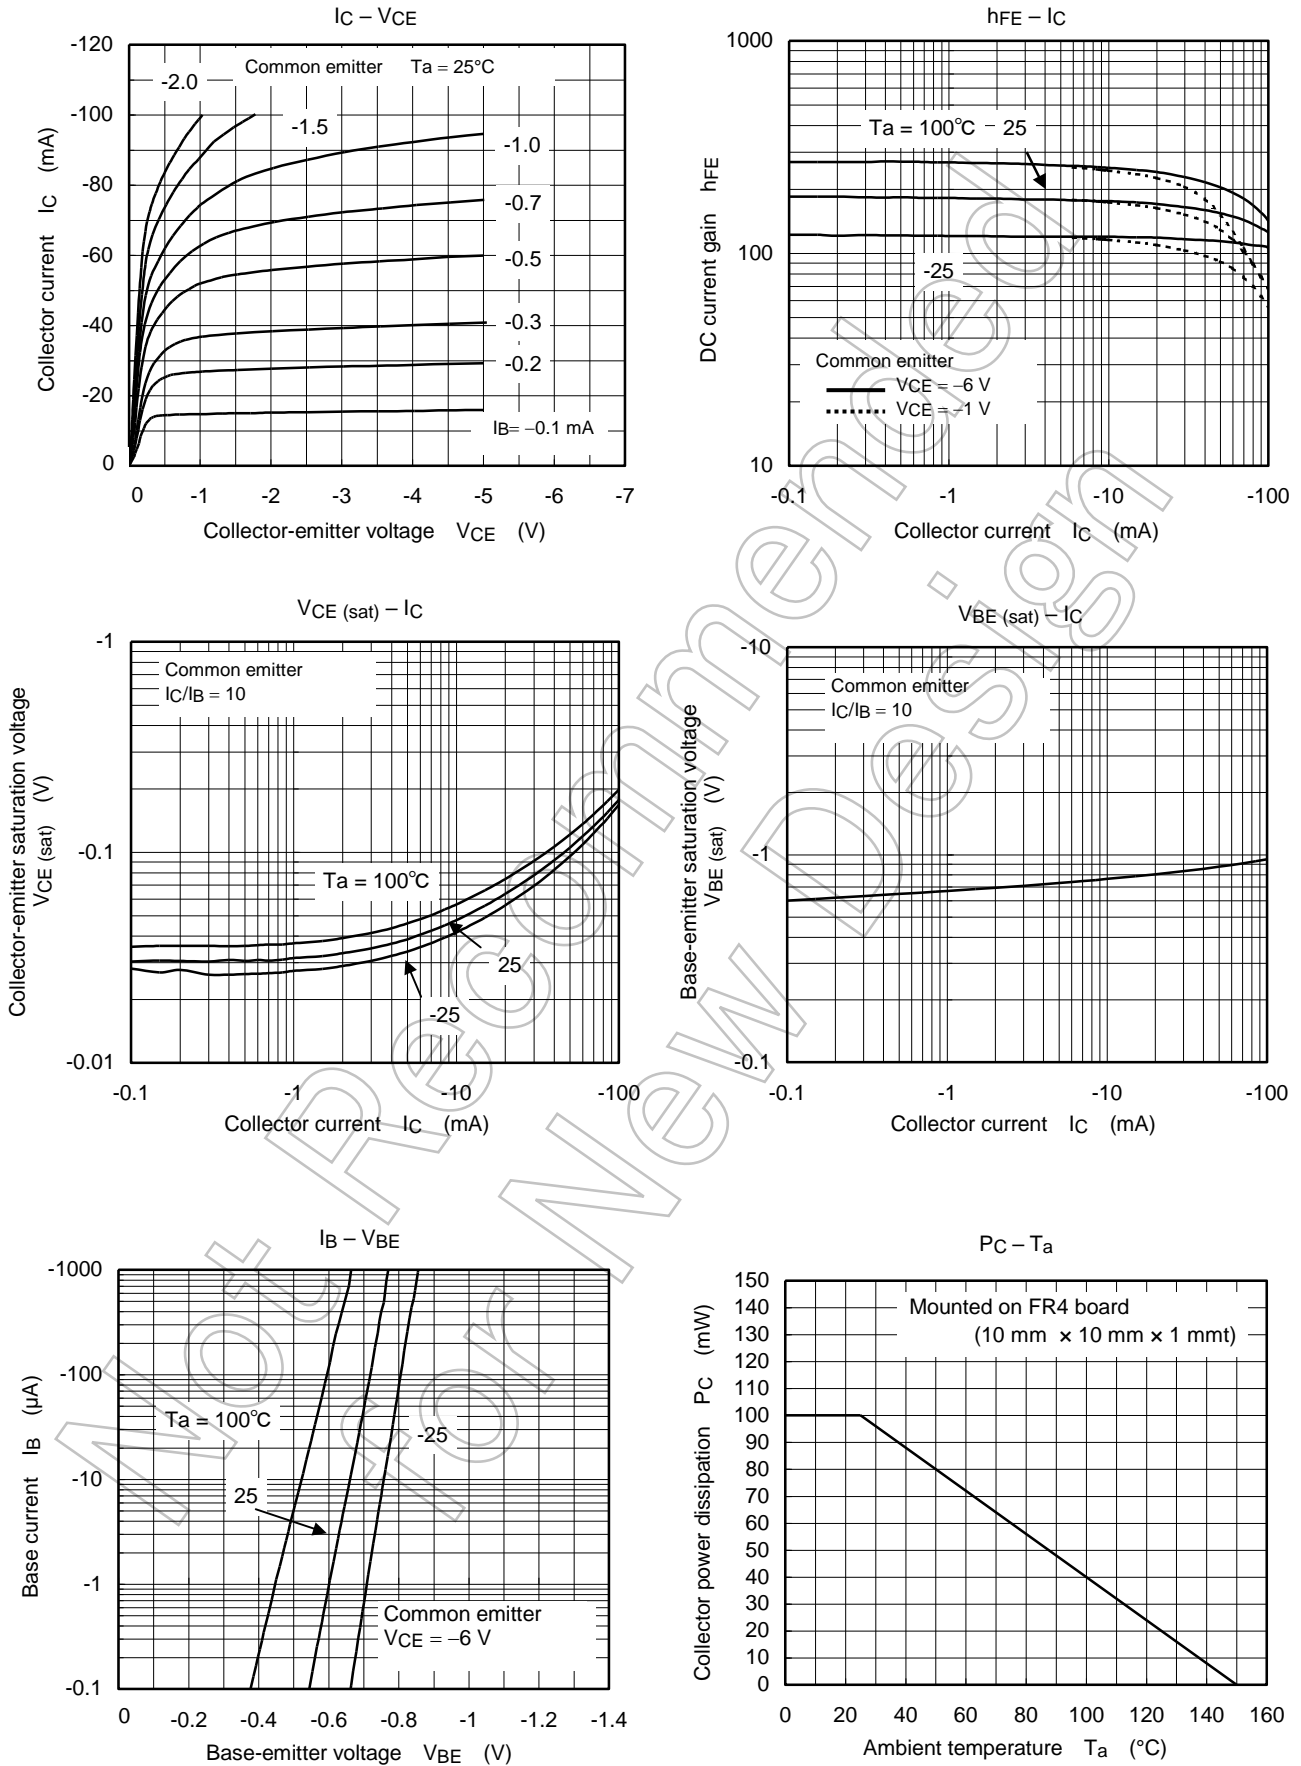 IC – VCE
-120
-100
-80
-60
-40
-20
0
Collector current IC (mA)
Common emitter Ta = 25°C
-2.0
-1.5
-1.0
-0.7
-0.5
-0.3
-0.2
IB= −0.1 mA
0 -1 -2 -3 -4 -5 -6 -7
Collector-emitter voltage VCE (V)
hFE – IC
1000
100
10
DC current gain hFE
Ta = 100°C
25
-25
Common emitter
VCE = −6 V
VCE = −1 V
-0.1 -1 -10 -100
Collector current IC (mA)
VCE (sat) – IC
-1
-0.1
-0.01
Collector-emitter saturation voltage
VCE (sat) (V)
Common emitter
IC/IB = 10
Ta = 100°C
25
-25
-0.1 -1 -10 -100
Collector current IC (mA)
VBE (sat) – IC
-10
-1
-0.1
Base-emitter saturation voltage
VBE (sat) (V)
Common emitter
IC/IB = 10
-0.1 -1 -10 -100
Collector current IC (mA)
IB – VBE
-1000
-100
-10
-1
-0.1
Base current IB (μA)
Ta = 100°C
25
-25
Common emitter
VCE = −6 V
0 -0.2 -0.4 -0.6 -0.8 -1 -1.2 -1.4
Base-emitter voltage VBE (V)
PC – Ta
150
140
130
120
110
100
90
80
70
60
50
40
30
20
10
0
Collector power dissipation PC (mW)
Mounted on FR4 board
(10 mm × 10 mm × 1 mmt)
0 20 40 60 80 100 120 140 160
Ambient temperature Ta (°C)
Not Recommended
for New Design